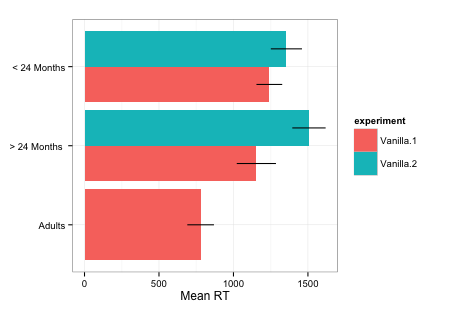 < 24 Months
> 24 Months
Adults
0 500 1000 1500
Mean RT
experiment
Vanilla.1
Vanilla.2